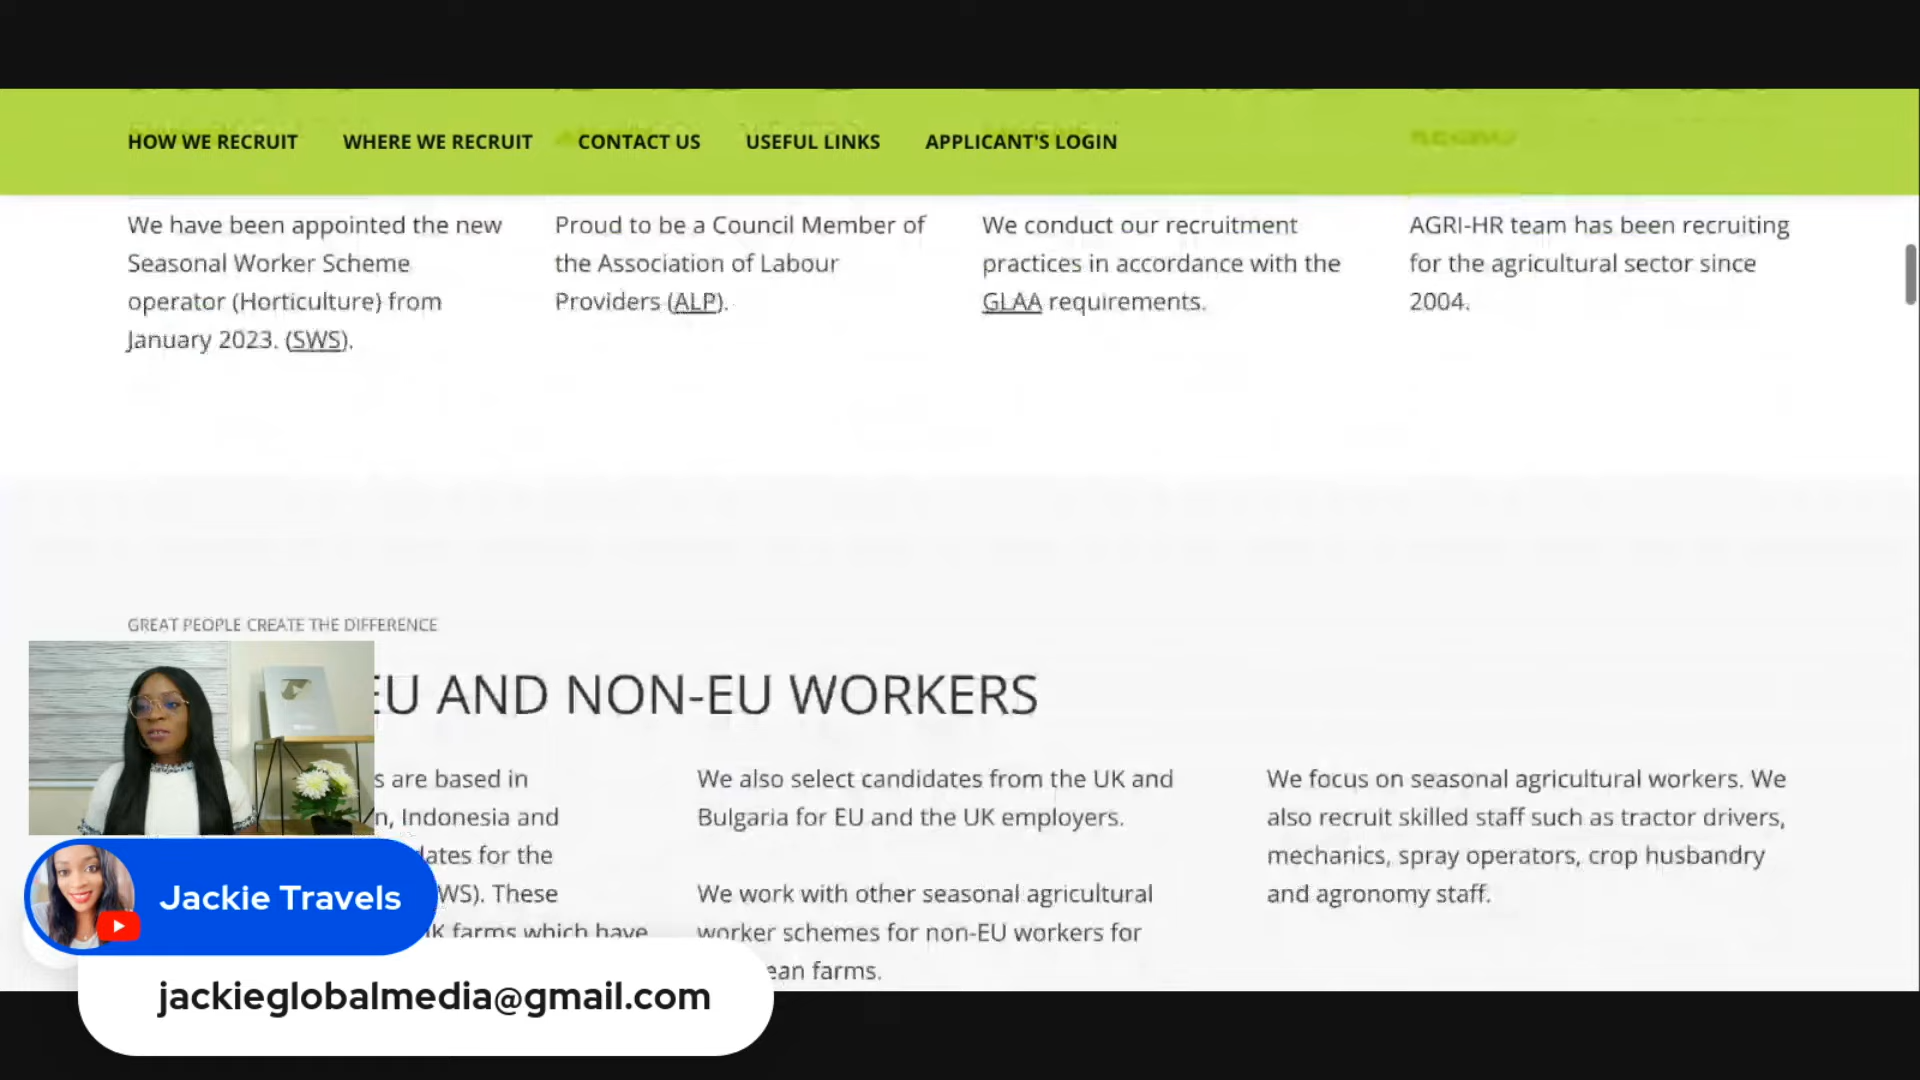 HOW WE RECRUIT WHERE WE RECRUIT CONTACT US USEFUL LINKS APPLICANT'S LOGIN
We have been appointed the new
Seasonal Worker Scheme
operator (Horticulture) from
January 2023. (SWS).
Proud to be a Council Member of
the Association of Labour
Providers (ALP).
We conduct our recruitment
practices in accordance with the
GLAA requirements.
AGRI-HR team has been recruiting
for the agricultural sector since
2004.
GREAT PEOPLE CREATE THE DIFFERENCE
EU AND NON-EU WORKERS
s are based in
n, Indonesia and
dates for the
WS). These
K farms which have
We also select candidates from the UK and
Bulgaria for EU and the UK employers.
We work with other seasonal agricultural
worker schemes for non-EU workers for
ean farms.
We focus on seasonal agricultural workers. We
also recruit skilled staff such as tractor drivers,
mechanics, spray operators, crop husbandry
and agronomy staff.
Jackie Travels
jackieglobalmedia@gmail.com